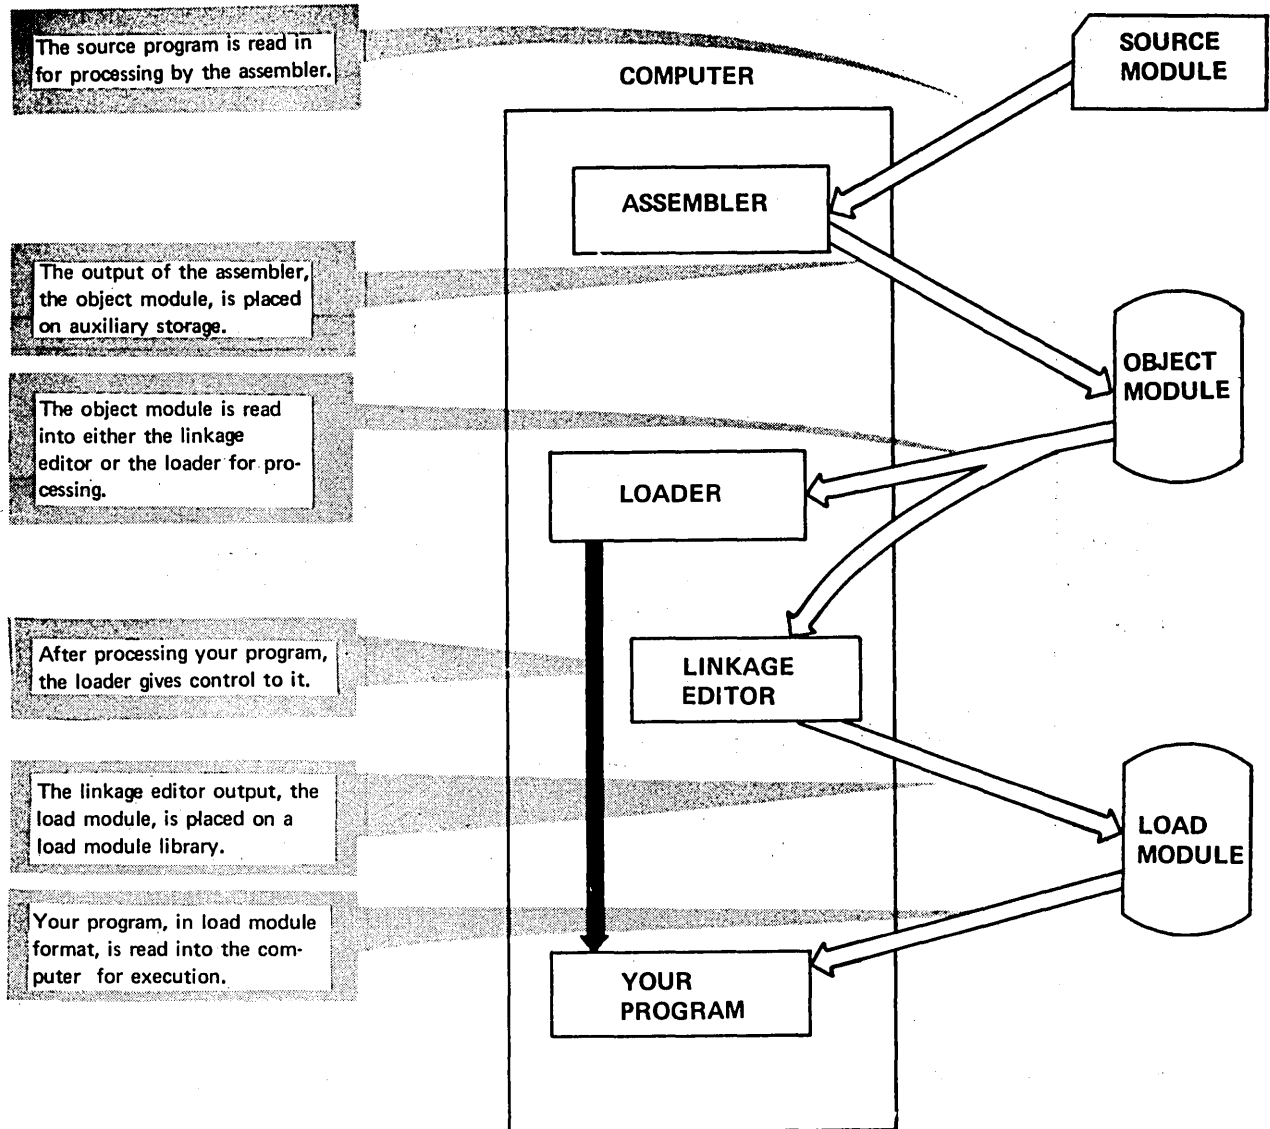 The source program is read in
for processing by the assembler.
COMPUTER
SOURCE
MODULE
ASSEMBLER
The output of the assembler,
the object module, is placed
on auxiliary storage.
OBJECT
MODULE
The object module is read
into either the linkage
editor or the loader for pro-
cessing.
LOADER
After processing your program,
the loader gives control to it.
LINKAGE
EDITOR
The linkage editor output, the
load module, is placed on a
load module library.
LOAD
MODULE
Your program, in load module
format, is read into the com-
puter for execution.
YOUR
PROGRAM